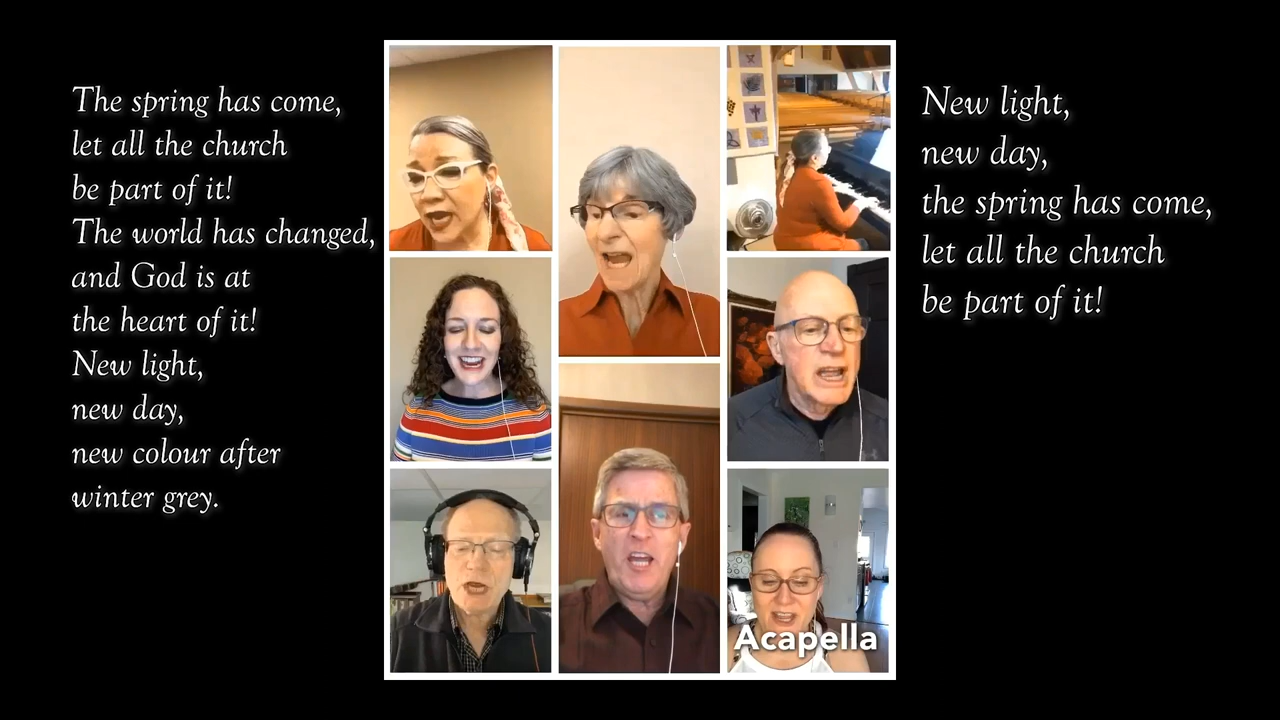 The spring has come,
let all the church
be part of it!
The world has changed,
and God is at
the heart of it!
New light,
new day,
new colour after
winter grey.
New light,
new day,
the spring has come,
let all the church
be part of it!
Acapella